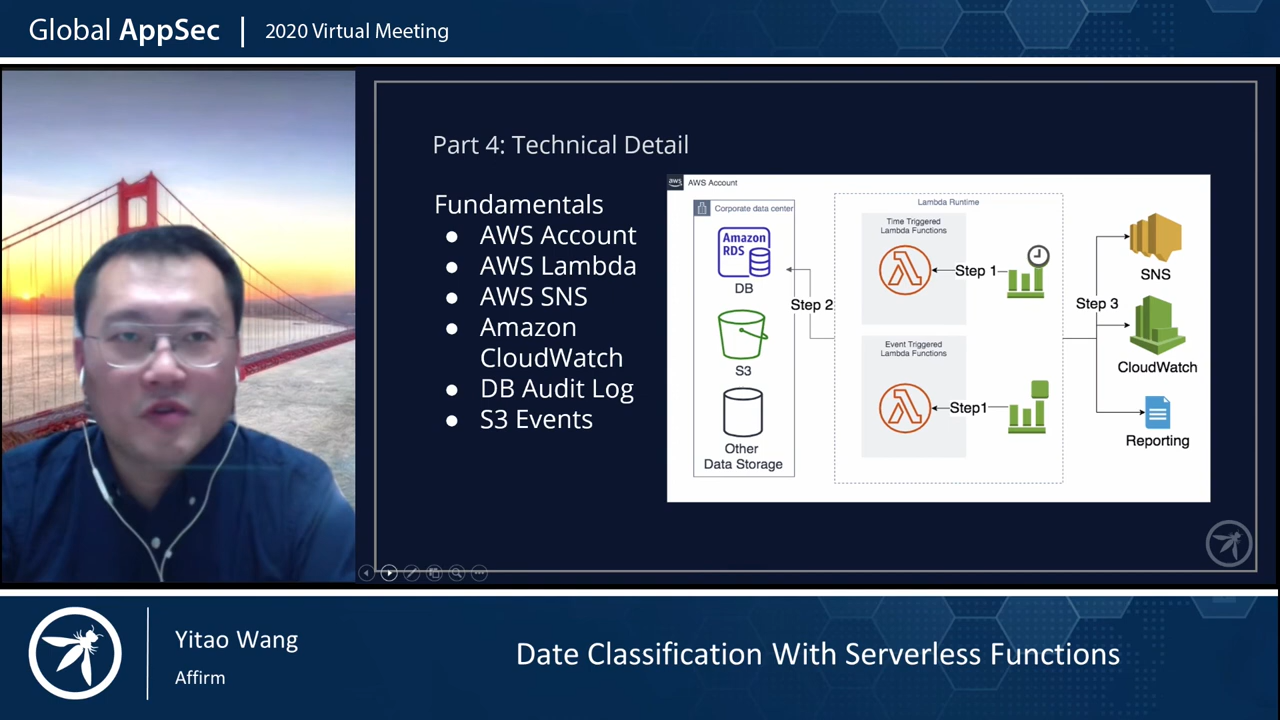 Global AppSec | 2020 Virtual Meeting
Part 4: Technical Detail
Fundamentals
● AWS Account
● AWS Lambda
● AWS SNS
● Amazon
CloudWatch
● DB Audit Log
● S3 Events
aws
AWS Account
Corporate data center
Amazon
RDS
DB
S3
Other
Data Storage
Step 2
Lambda Runtime
Time Triggered
Lambda Functions
Step 1
Event Triggered
Lambda Functions
Step1
Step 3
SNS
CloudWatch
Reporting
Yitao Wang
Affirm
Date Classification With Serverless Functions